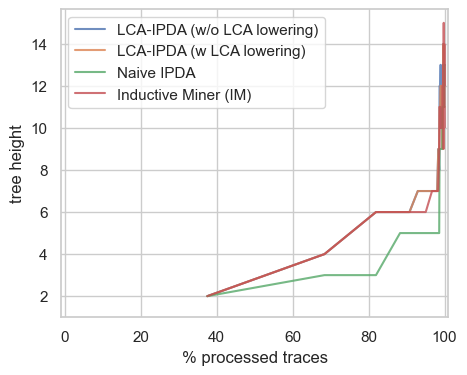 LCA-IPDA (w/o LCA lowering)
LCA-IPDA (w LCA lowering)
Naive IPDA
Inductive Miner (IM)
tree height
14
12
10
8
6
4
2
0 20 40 60 80 100
% processed traces